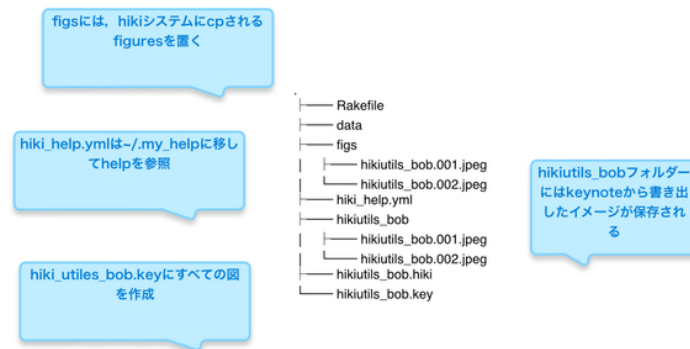 figsには，hikiシステムにcpされる
figuresを置く
.
├── Rakefile
├── data
├── figs
│   ├── hikiutils_bob.001.jpeg
│   └── hikiutils_bob.002.jpeg
├── hiki_help.yml
├── hikiutils_bob
│   ├── hikiutils_bob.001.jpeg
│   └── hikiutils_bob.002.jpeg
├── hikiutils_bob.hiki
└── hikiutils_bob.key
hiki_help.ymlは~/.my_helpに移し
てhelpを参照
hikiutils_bobフォルダー
にはkeynoteから書き出
したイメージが保存され
る
hiki_utiles_bob.keyにすべての図
を作成